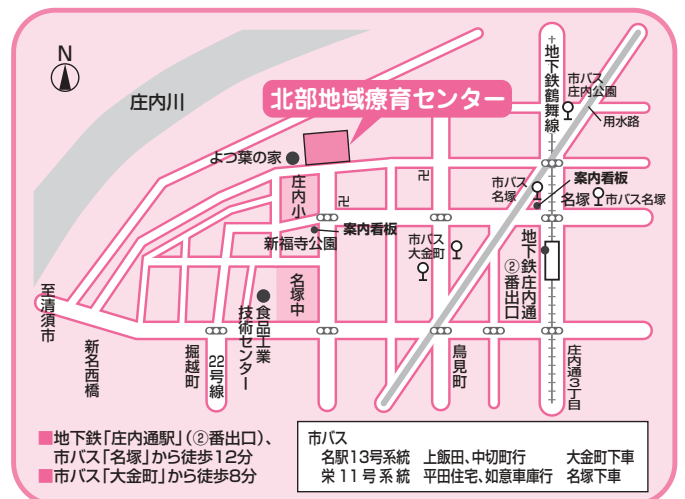 N
庄内川
北部地域療育センター
地下鉄鶴舞線
市バス
庄内公園
用水路
よつ葉の家
庄内小
卍
卍
市バス
名塚
案内看板
名塚
市バス名塚
案内看板
新福寺公園
市バス
大金町
地下鉄庄内通
②番出口
名塚中
食品工業
技術センター
至清須市
新名西橋
堀越町
22号線
鳥見町
庄内通3丁目
■地下鉄「庄内通駅」(②番出口)、
市バス「名塚」から徒歩12分
■市バス「大金町」から徒歩8分
市バス
名駅13号系統 上飯田、中切町行 大金町下車
栄11号系統 平田住宅、如意車庫行 名塚下車